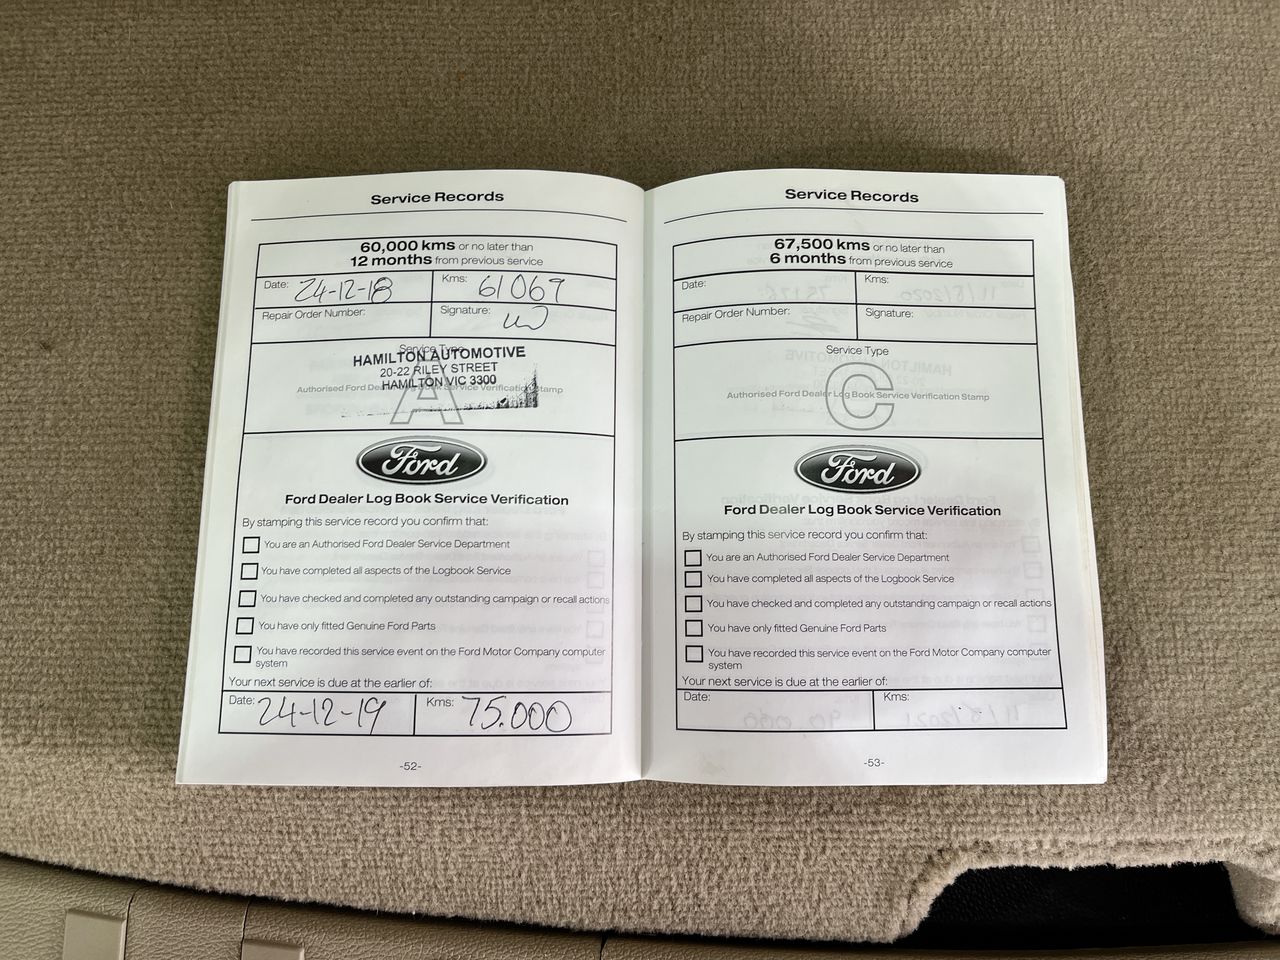 Service Records
60,000 kms or no later than
12 months from previous service
Date: 24-12-18 Kms: 61069
Repair Order Number: Signature:
Service Type
HAMILTON AUTOMOTIVE
20-22 RILEY STREET
HAMILTON VIC 3300
Authorised Ford Dealer Log Book Service Verification Stamp
A
Ford
Ford Dealer Log Book Service Verification
By stamping this service record you confirm that:
You are an Authorised Ford Dealer Service Department
You have completed all aspects of the Logbook Service
You have checked and completed any outstanding campaign or recall actions
You have only fitted Genuine Ford Parts
You have recorded this service event on the Ford Motor Company computer
system
Your next service is due at the earlier of:
Date: 24-12-19 Kms: 75.000
-52-
Service Records
67,500 kms or no later than
6 months from previous service
Date: Kms:
Repair Order Number: Signature:
Service Type
C
Authorised Ford Dealer Log Book Service Verification Stamp
Ford
Ford Dealer Log Book Service Verification
By stamping this service record you confirm that:
You are an Authorised Ford Dealer Service Department
You have completed all aspects of the Logbook Service
You have checked and completed any outstanding campaign or recall actions
You have only fitted Genuine Ford Parts
You have recorded this service event on the Ford Motor Company computer
system
Your next service is due at the earlier of:
Date: Kms:
-53-